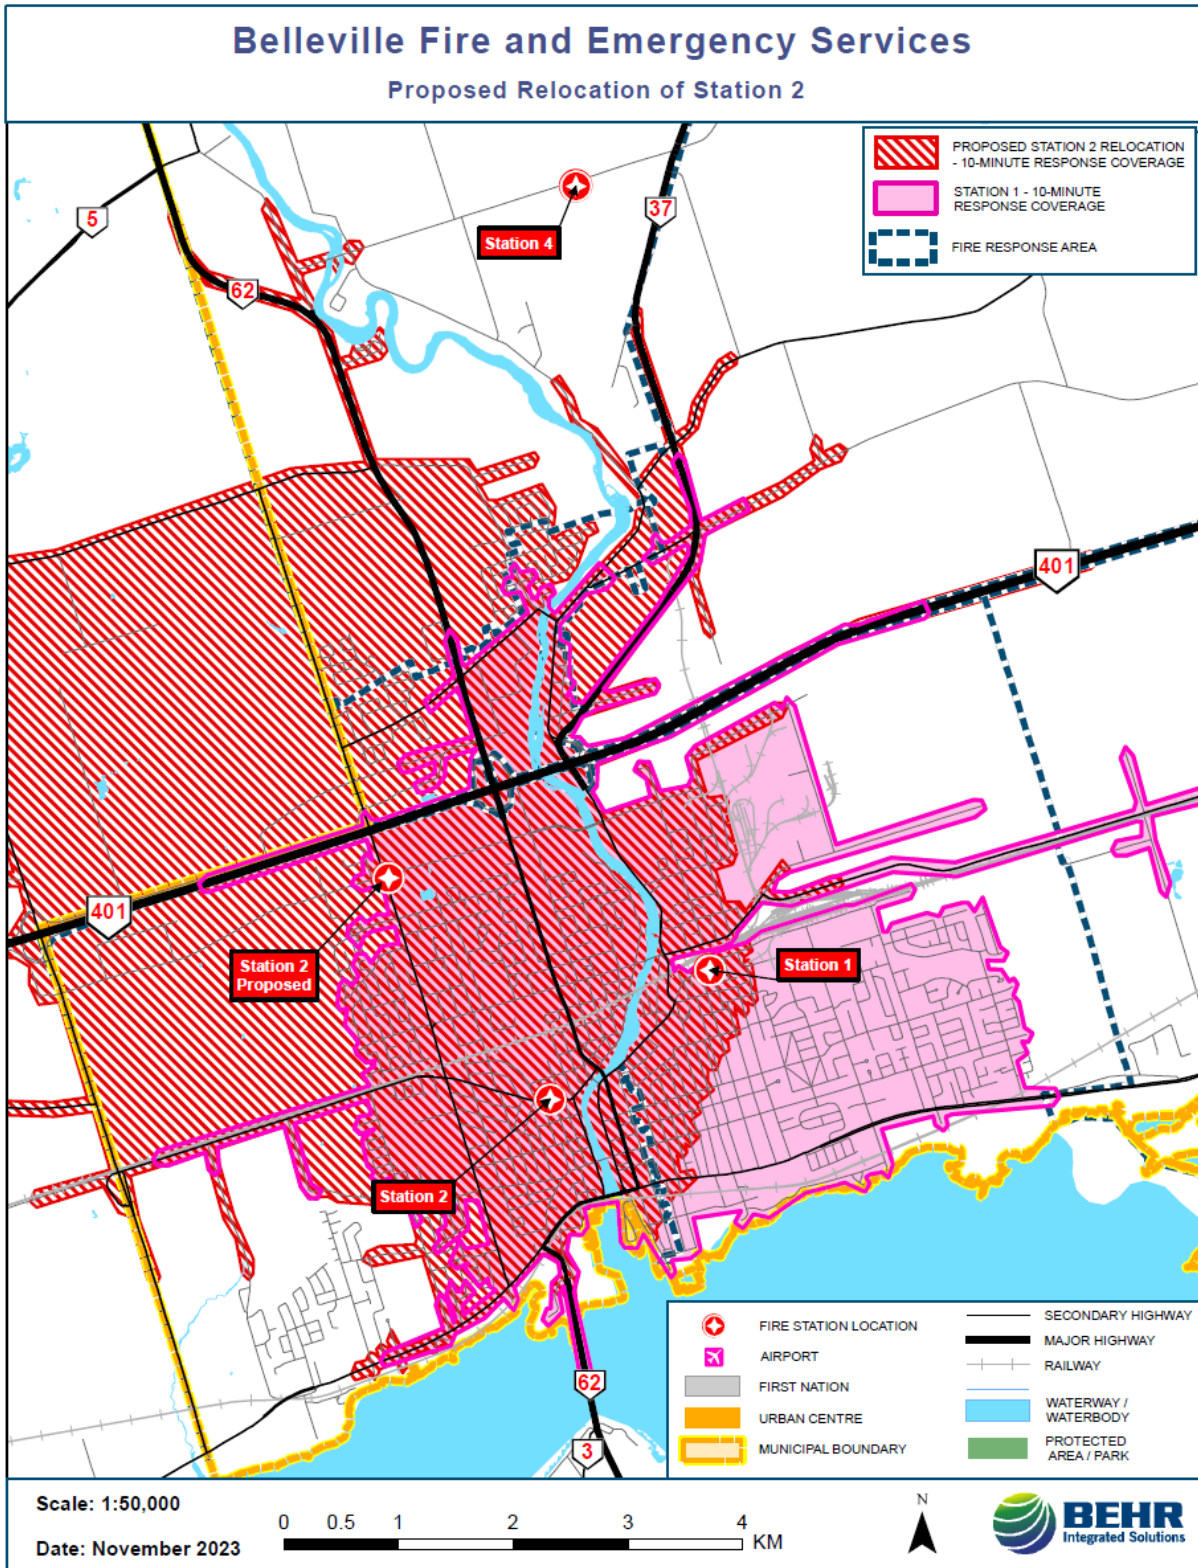 Belleville Fire and Emergency Services
Proposed Relocation of Station 2
PROPOSED STATION 2 RELOCATION
- 10-MINUTE RESPONSE COVERAGE
STATION 1 - 10-MINUTE
RESPONSE COVERAGE
FIRE RESPONSE AREA
5
37
Station 4
62
401
401
Station 2
Proposed
Station 1
Station 2
62
3
FIRE STATION LOCATION
AIRPORT
FIRST NATION
URBAN CENTRE
MUNICIPAL BOUNDARY
SECONDARY HIGHWAY
MAJOR HIGHWAY
RAILWAY
WATERWAY /
WATERBODY
PROTECTED
AREA / PARK
Scale: 1:50,000
Date: November 2023
0 0.5 1 2 3 4
KM
N
BEHR
Integrated Solutions